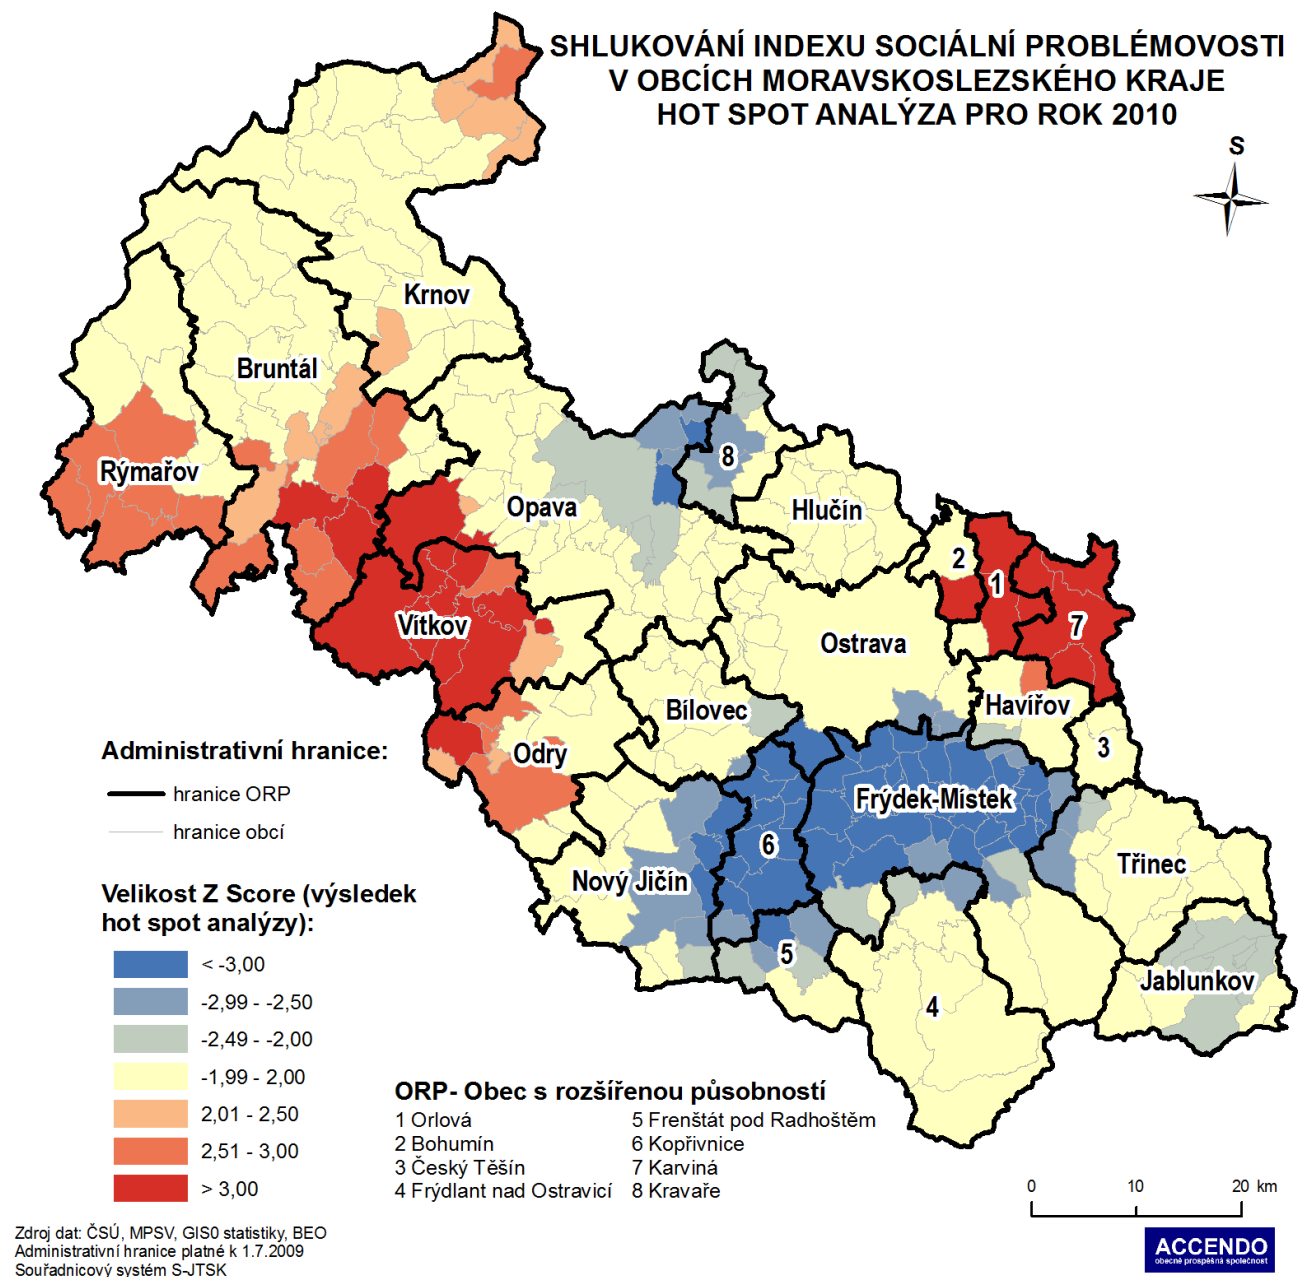 SHLUKOVÁNÍ INDEXU SOCIÁLNÍ PROBLÉMOVOSTI
V OBCÍCH MORAVSKOSLEZSKÉHO KRAJE
HOT SPOT ANALÝZA PRO ROK 2010
S
Krnov
Bruntál
Rýmařov
8
Opava
Hlučín
2
1
7
Vítkov
Ostrava
Havířov
Bílovec
3
Odry
Frýdek-Místek
6
Třinec
Nový Jičín
5
Jablunkov
4
Administrativní hranice:
hranice ORP
hranice obcí
Velikost Z Score (výsledek
hot spot analýzy):
< -3,00
-2,99 - -2,50
-2,49 - -2,00
-1,99 - 2,00
2,01 - 2,50
2,51 - 3,00
> 3,00
ORP- Obec s rozšířenou působností
1 Orlová
2 Bohumín
3 Český Těšín
4 Frýdlant nad Ostravicí
5 Frenštát pod Radhoštěm
6 Kopřivnice
7 Karviná
8 Kravaře
0 10 20 km
Zdroj dat: ČSÚ, MPSV, GIS0 statistiky, BEO
Administrativní hranice platné k 1.7.2009
Souřadnicový systém S-JTSK
ACCENDO
obecně prospěšná společnost